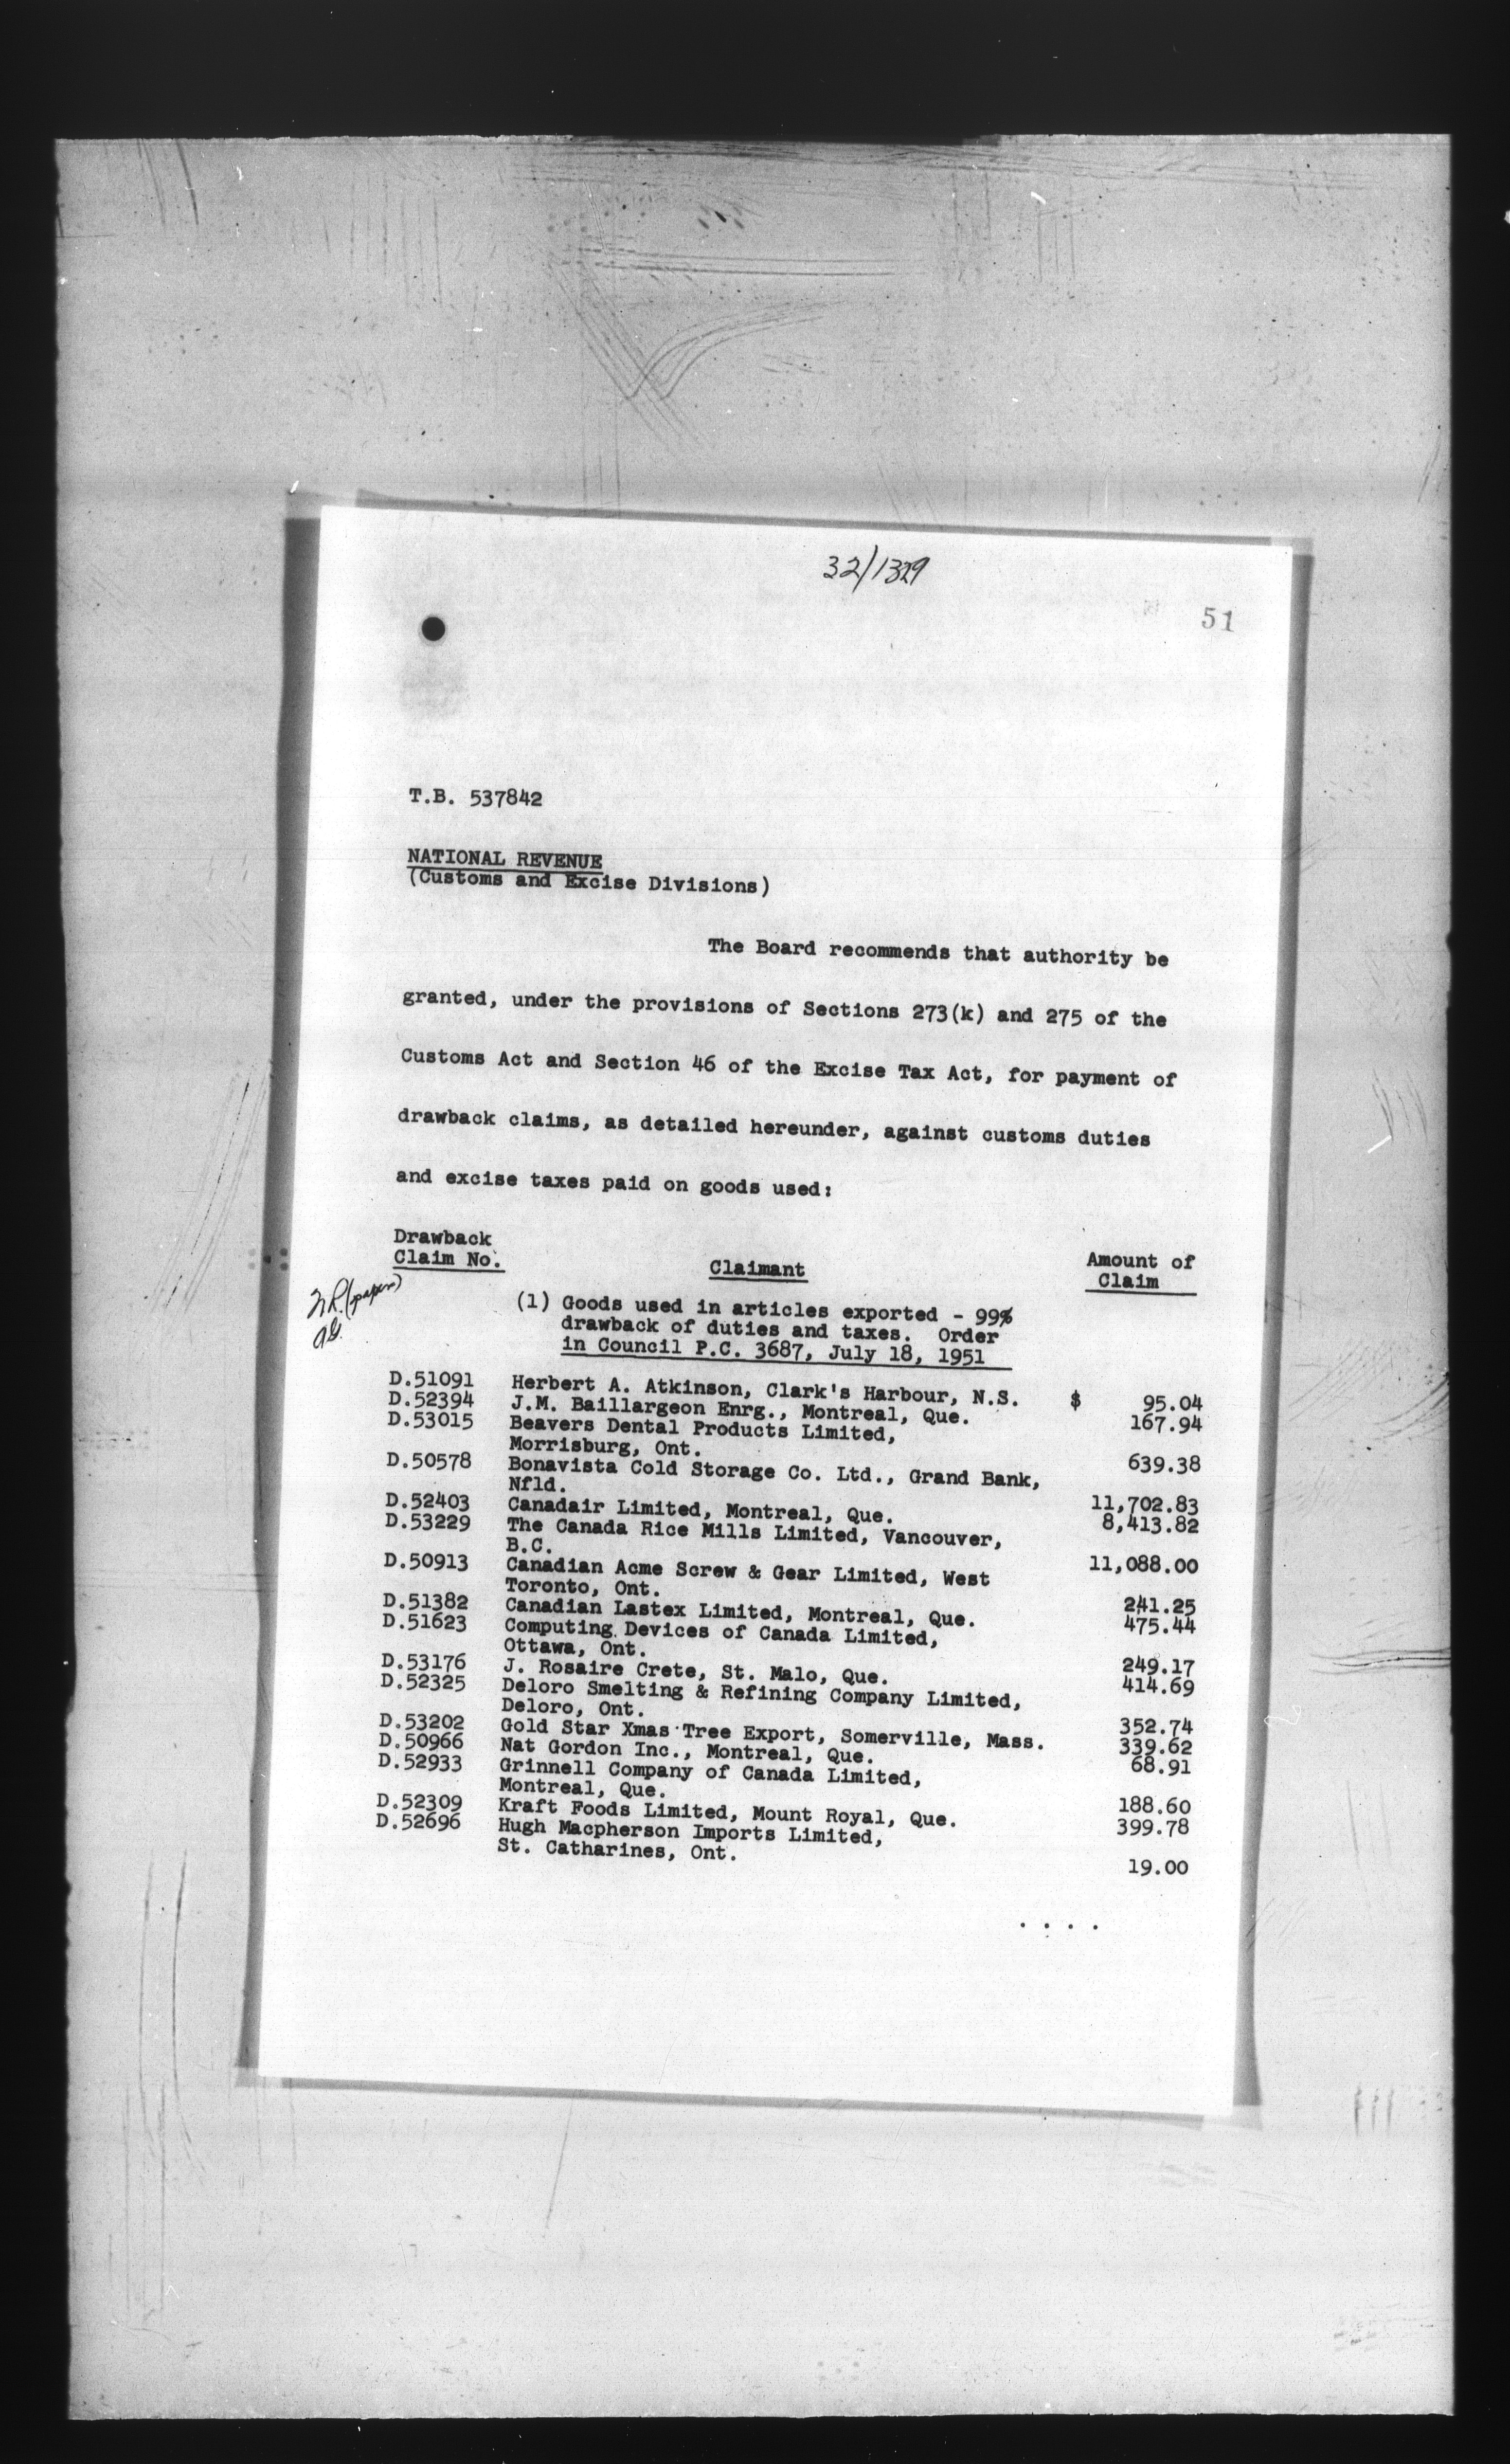 32/1329
51
T.B. 537842
NATIONAL REVENUE
(Customs and Excise Divisions)
The Board recommends that authority be
granted, under the provisions of Sections 273(k) and 275 of the
Customs Act and Section 46 of the Excise Tax Act, for payment of
drawback claims, as detailed hereunder, against customs duties
and excise taxes paid on goods used:
Drawback
Claim No. Claimant Amount of
Claim
N.R. (papers)
A.G.
(1) Goods used in articles exported - 99%
drawback of duties and taxes. Order
in Council P.C. 3687, July 18, 1951
D.51091 Herbert A. Atkinson, Clark's Harbour, N.S. $ 95.04
D.52394 J.M. Baillargeon Enrg., Montreal, Que. 167.94
D.53015 Beavers Dental Products Limited,
Morrisburg, Ont. 639.38
D.50578 Bonavista Cold Storage Co. Ltd., Grand Bank,
Nfld. 11,702.83
D.52403 Canadair Limited, Montreal, Que. 8,413.82
D.53229 The Canada Rice Mills Limited, Vancouver,
B.C. 11,088.00
D.50913 Canadian Acme Screw & Gear Limited, West
Toronto, Ont. 241.25
D.51382 Canadian Lastex Limited, Montreal, Que. 475.44
D.51623 Computing Devices of Canada Limited,
Ottawa, Ont. 249.17
D.53176 J. Rosaire Crete, St. Malo, Que. 414.69
D.52325 Deloro Smelting & Refining Company Limited,
Deloro, Ont. 352.74
D.53202 Gold Star Xmas Tree Export, Somerville, Mass. 339.62
D.50966 Nat Gordon Inc., Montreal, Que. 68.91
D.52933 Grinnell Company of Canada Limited,
Montreal, Que. 188.60
D.52309 Kraft Foods Limited, Mount Royal, Que. 399.78
D.52696 Hugh Macpherson Imports Limited,
St. Catharines, Ont. 19.00
. . . .